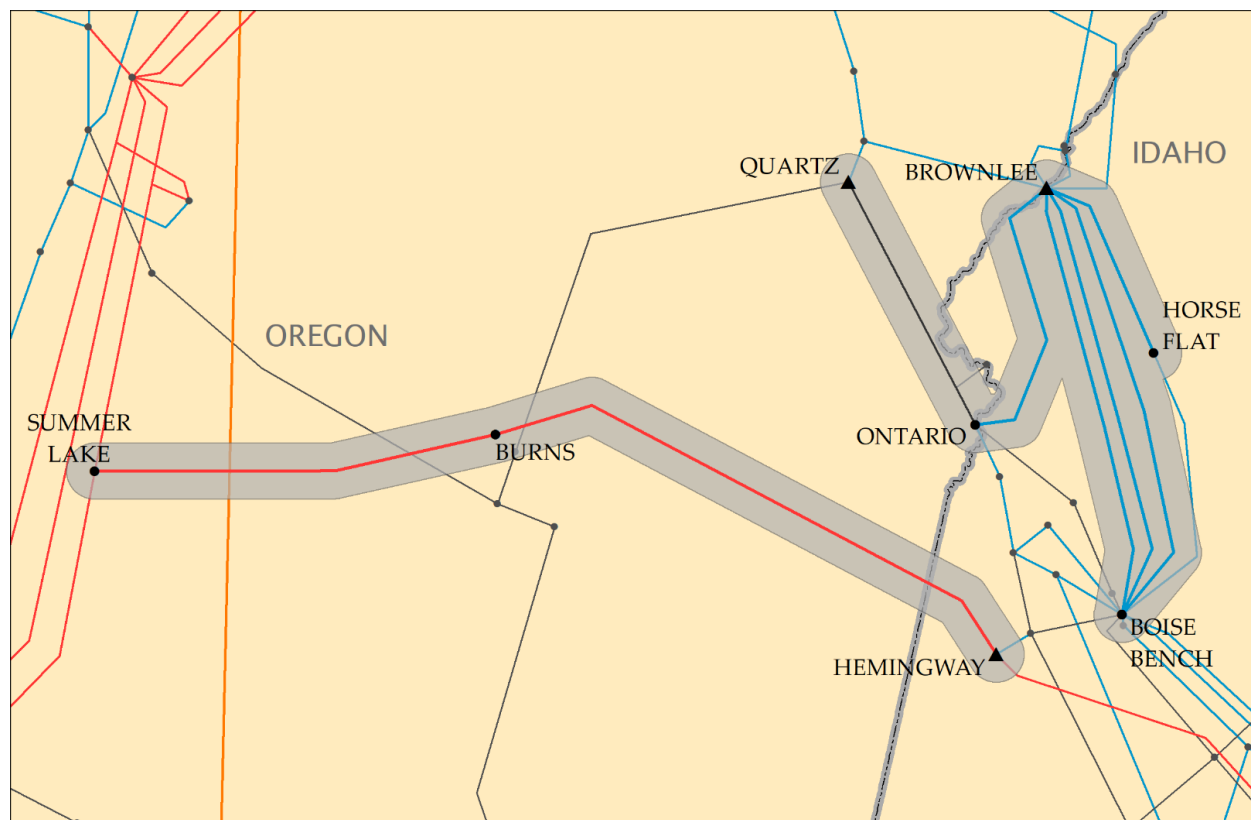 QUARTZ
BROWNLEE
IDAHO
OREGON
HORSE
FLAT
SUMMER
LAKE
BURNS
ONTARIO
BOISE
BENCH
HEMINGWAY